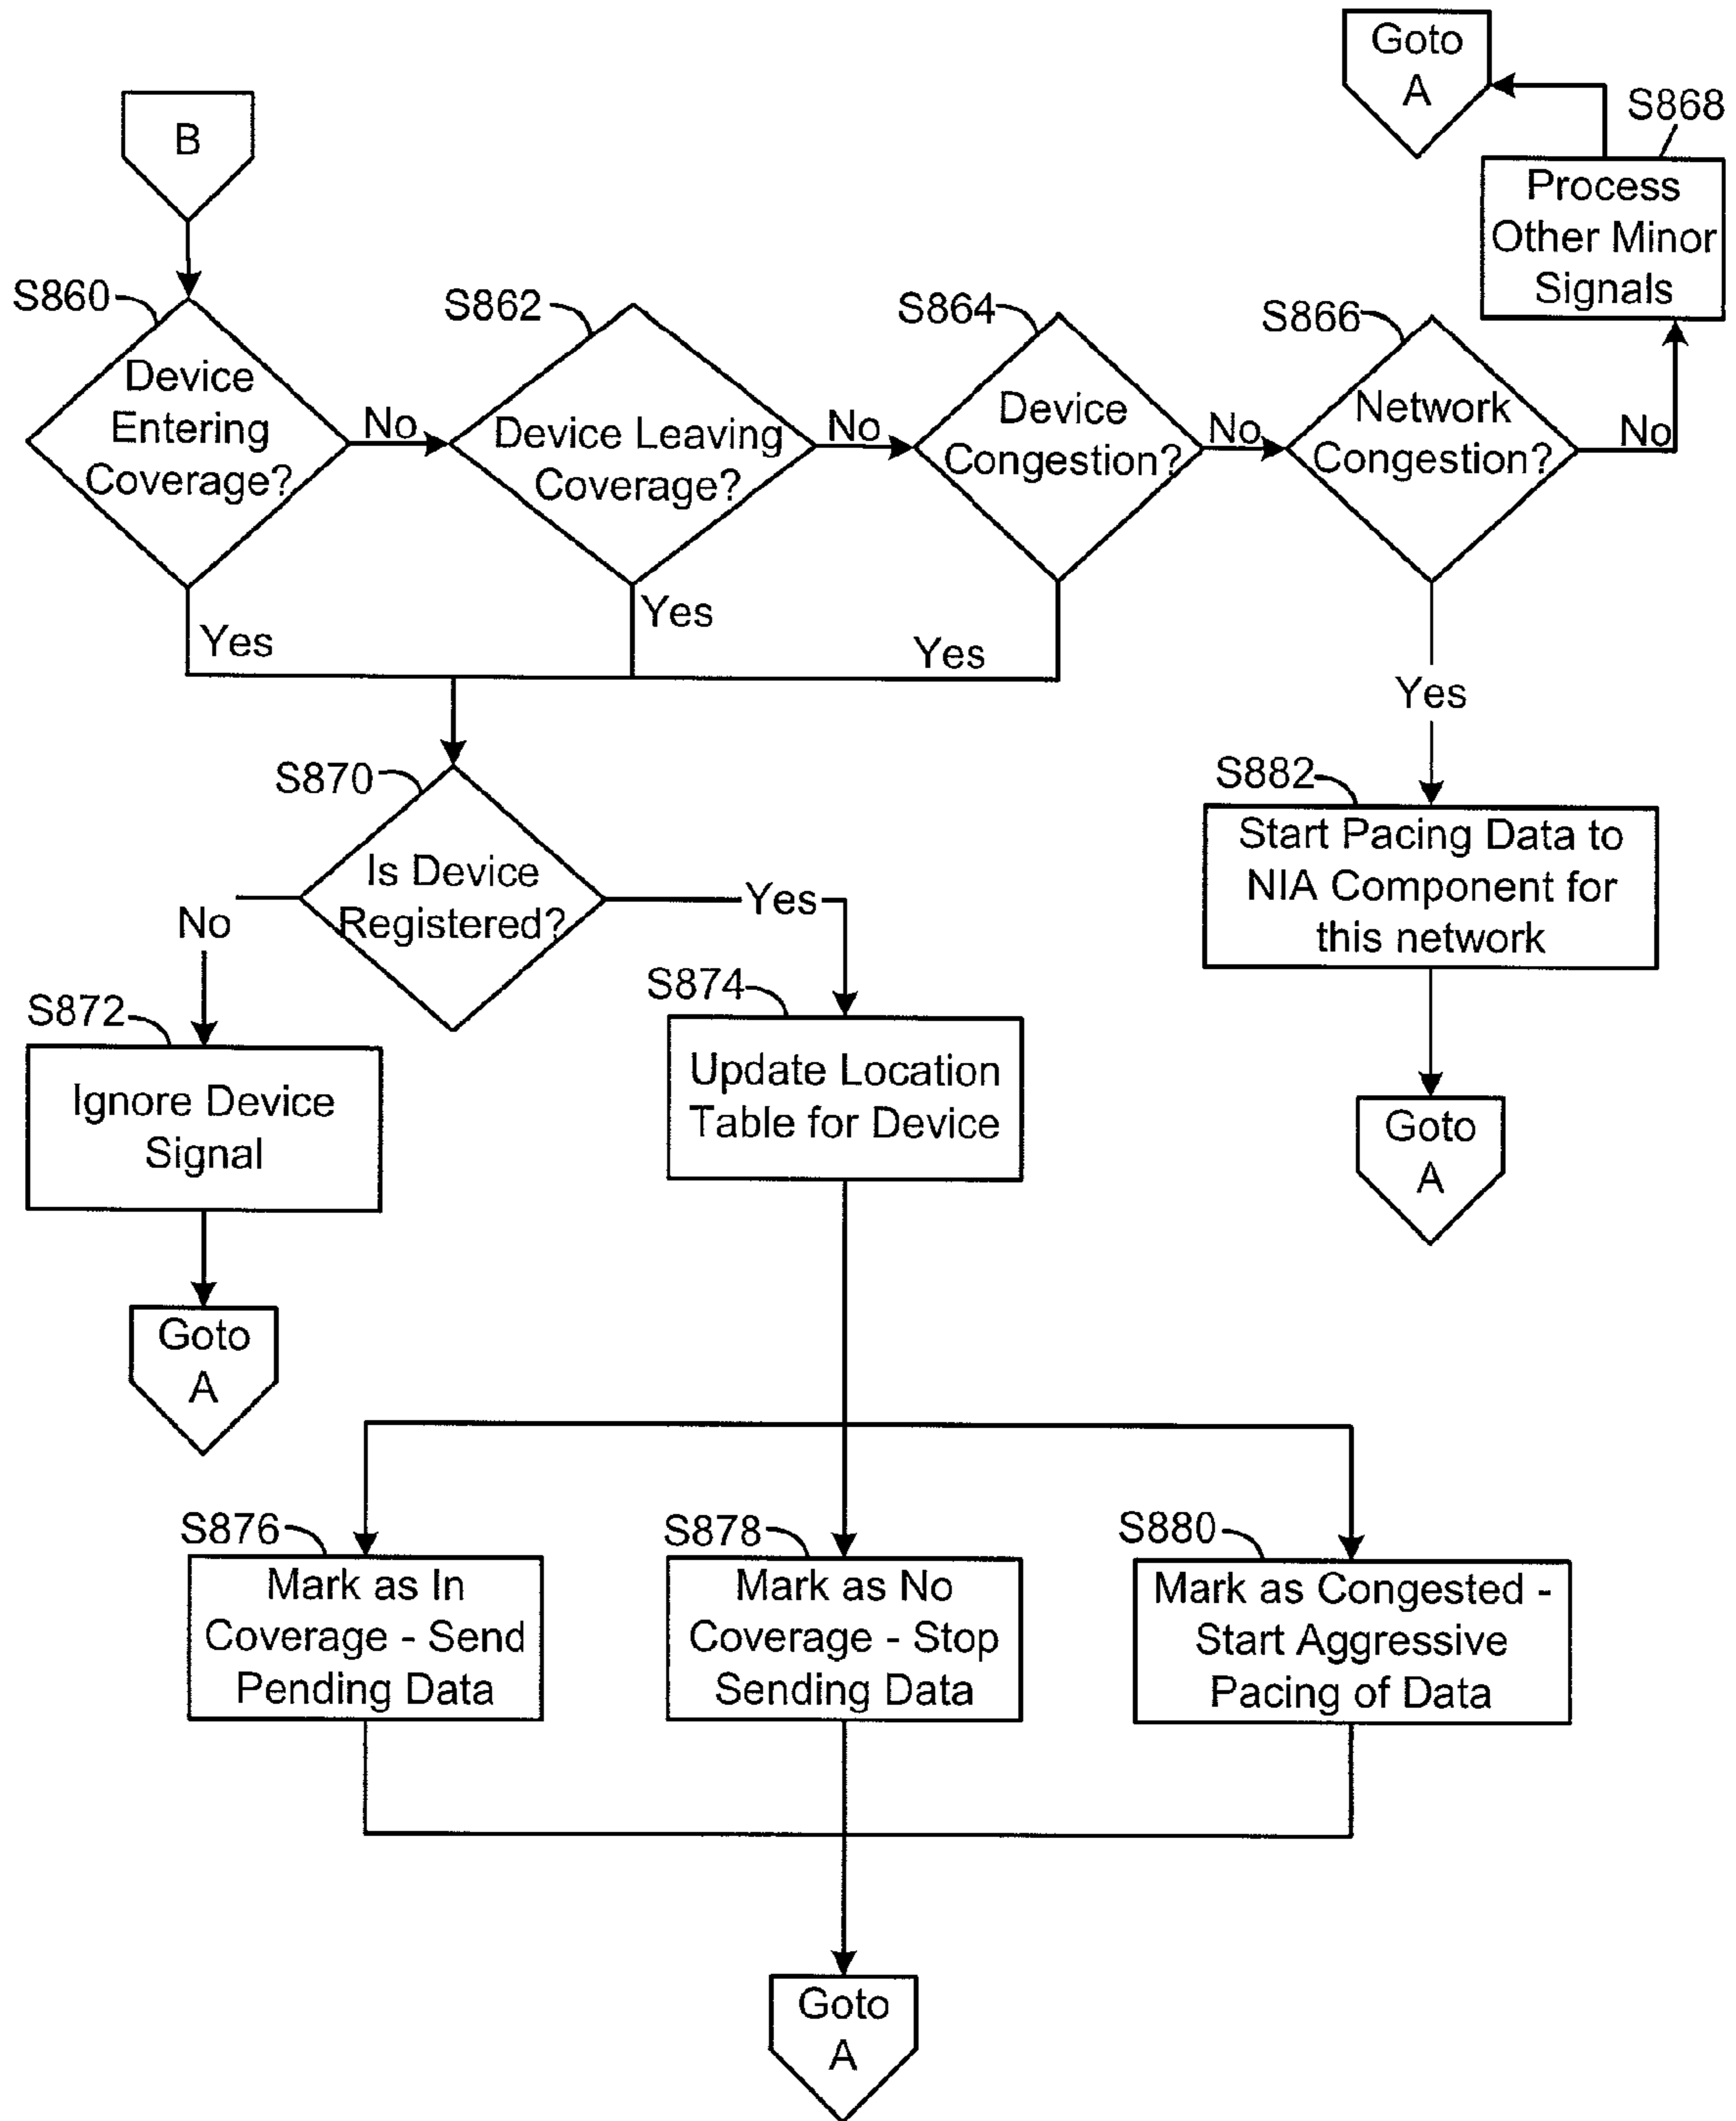 Goto
A
S868
B
Process
Other Minor
Signals
S860
S862
S864
S866
Device
Entering
Coverage?
No
Device Leaving
Coverage?
No
Device
Congestion?
No
Network
Congestion?
No
Yes
Yes
Yes
Yes
S870
Is Device
Registered?
No
Yes
S882
Start Pacing Data to
NIA Component for
this network
S872
Ignore Device
Signal
S874
Update Location
Table for Device
Goto
A
Goto
A
S876
Mark as In
Coverage - Send
Pending Data
S878
Mark as No
Coverage - Stop
Sending Data
S880
Mark as Congested -
Start Aggressive
Pacing of Data
Goto
A